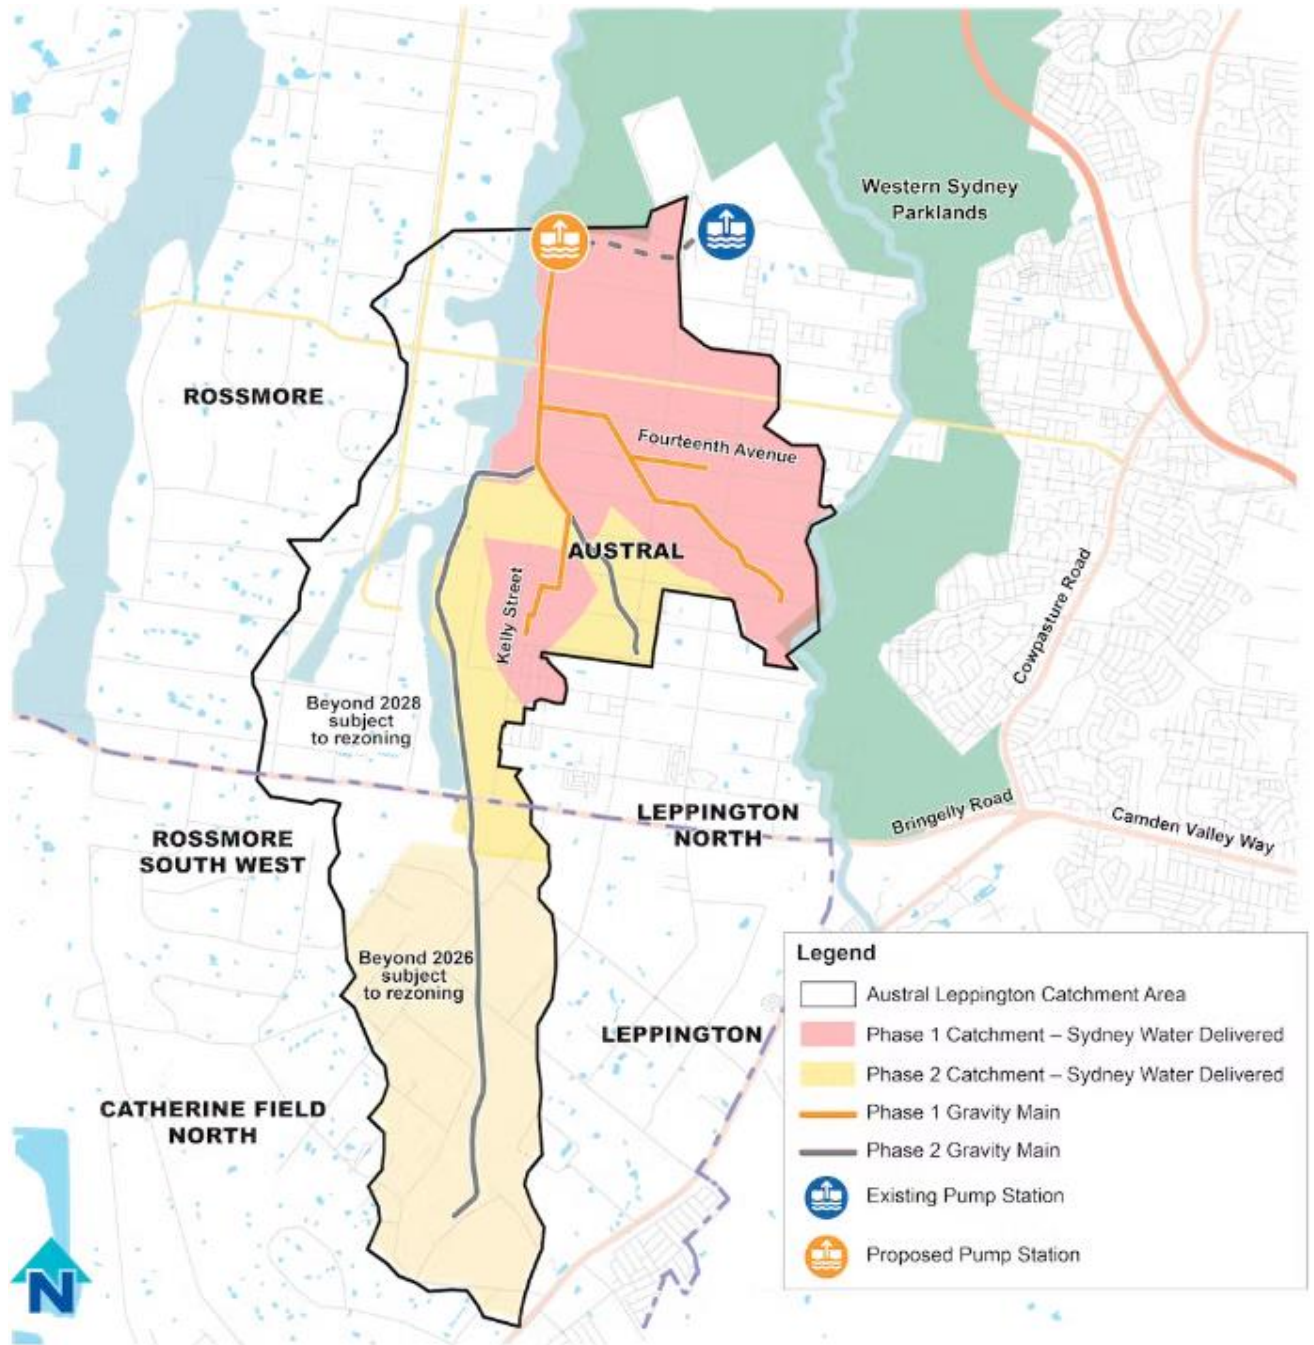 Western Sydney
Parklands
ROSSMORE
Fourteenth Avenue
AUSTRAL
Kelly Street
Cowpasture Road
Beyond 2028
subject
to rezoning
LEPPINGTON
NORTH
Bringelly Road
Camden Valley Way
ROSSMORE
SOUTH WEST
Beyond 2026
subject
to rezoning
LEPPINGTON
CATHERINE FIELD
NORTH
Legend
Austral Leppington Catchment Area
Phase 1 Catchment – Sydney Water Delivered
Phase 2 Catchment – Sydney Water Delivered
Phase 1 Gravity Main
Phase 2 Gravity Main
Existing Pump Station
Proposed Pump Station
N